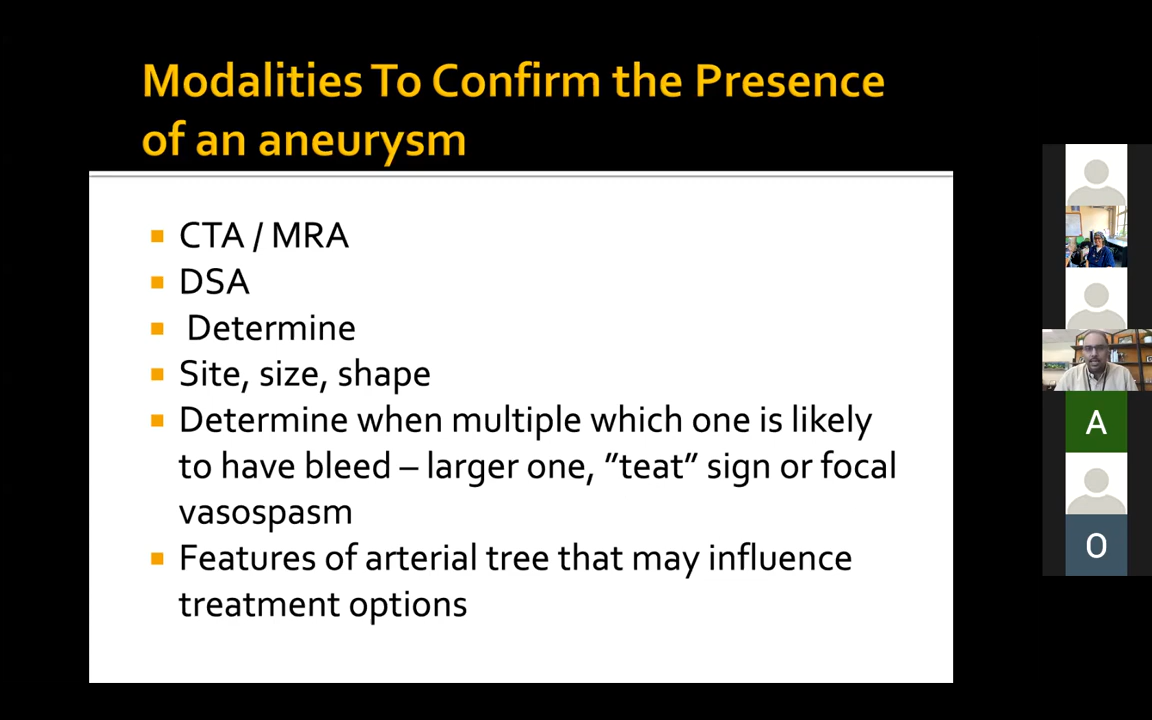 Modalities To Confirm the Presence
of an aneurysm
CTA / MRA
DSA
Determine
Site, size, shape
Determine when multiple which one is likely
to have bleed – larger one, ”teat” sign or focal
vasospasm
Features of arterial tree that may influence
treatment options
A
O